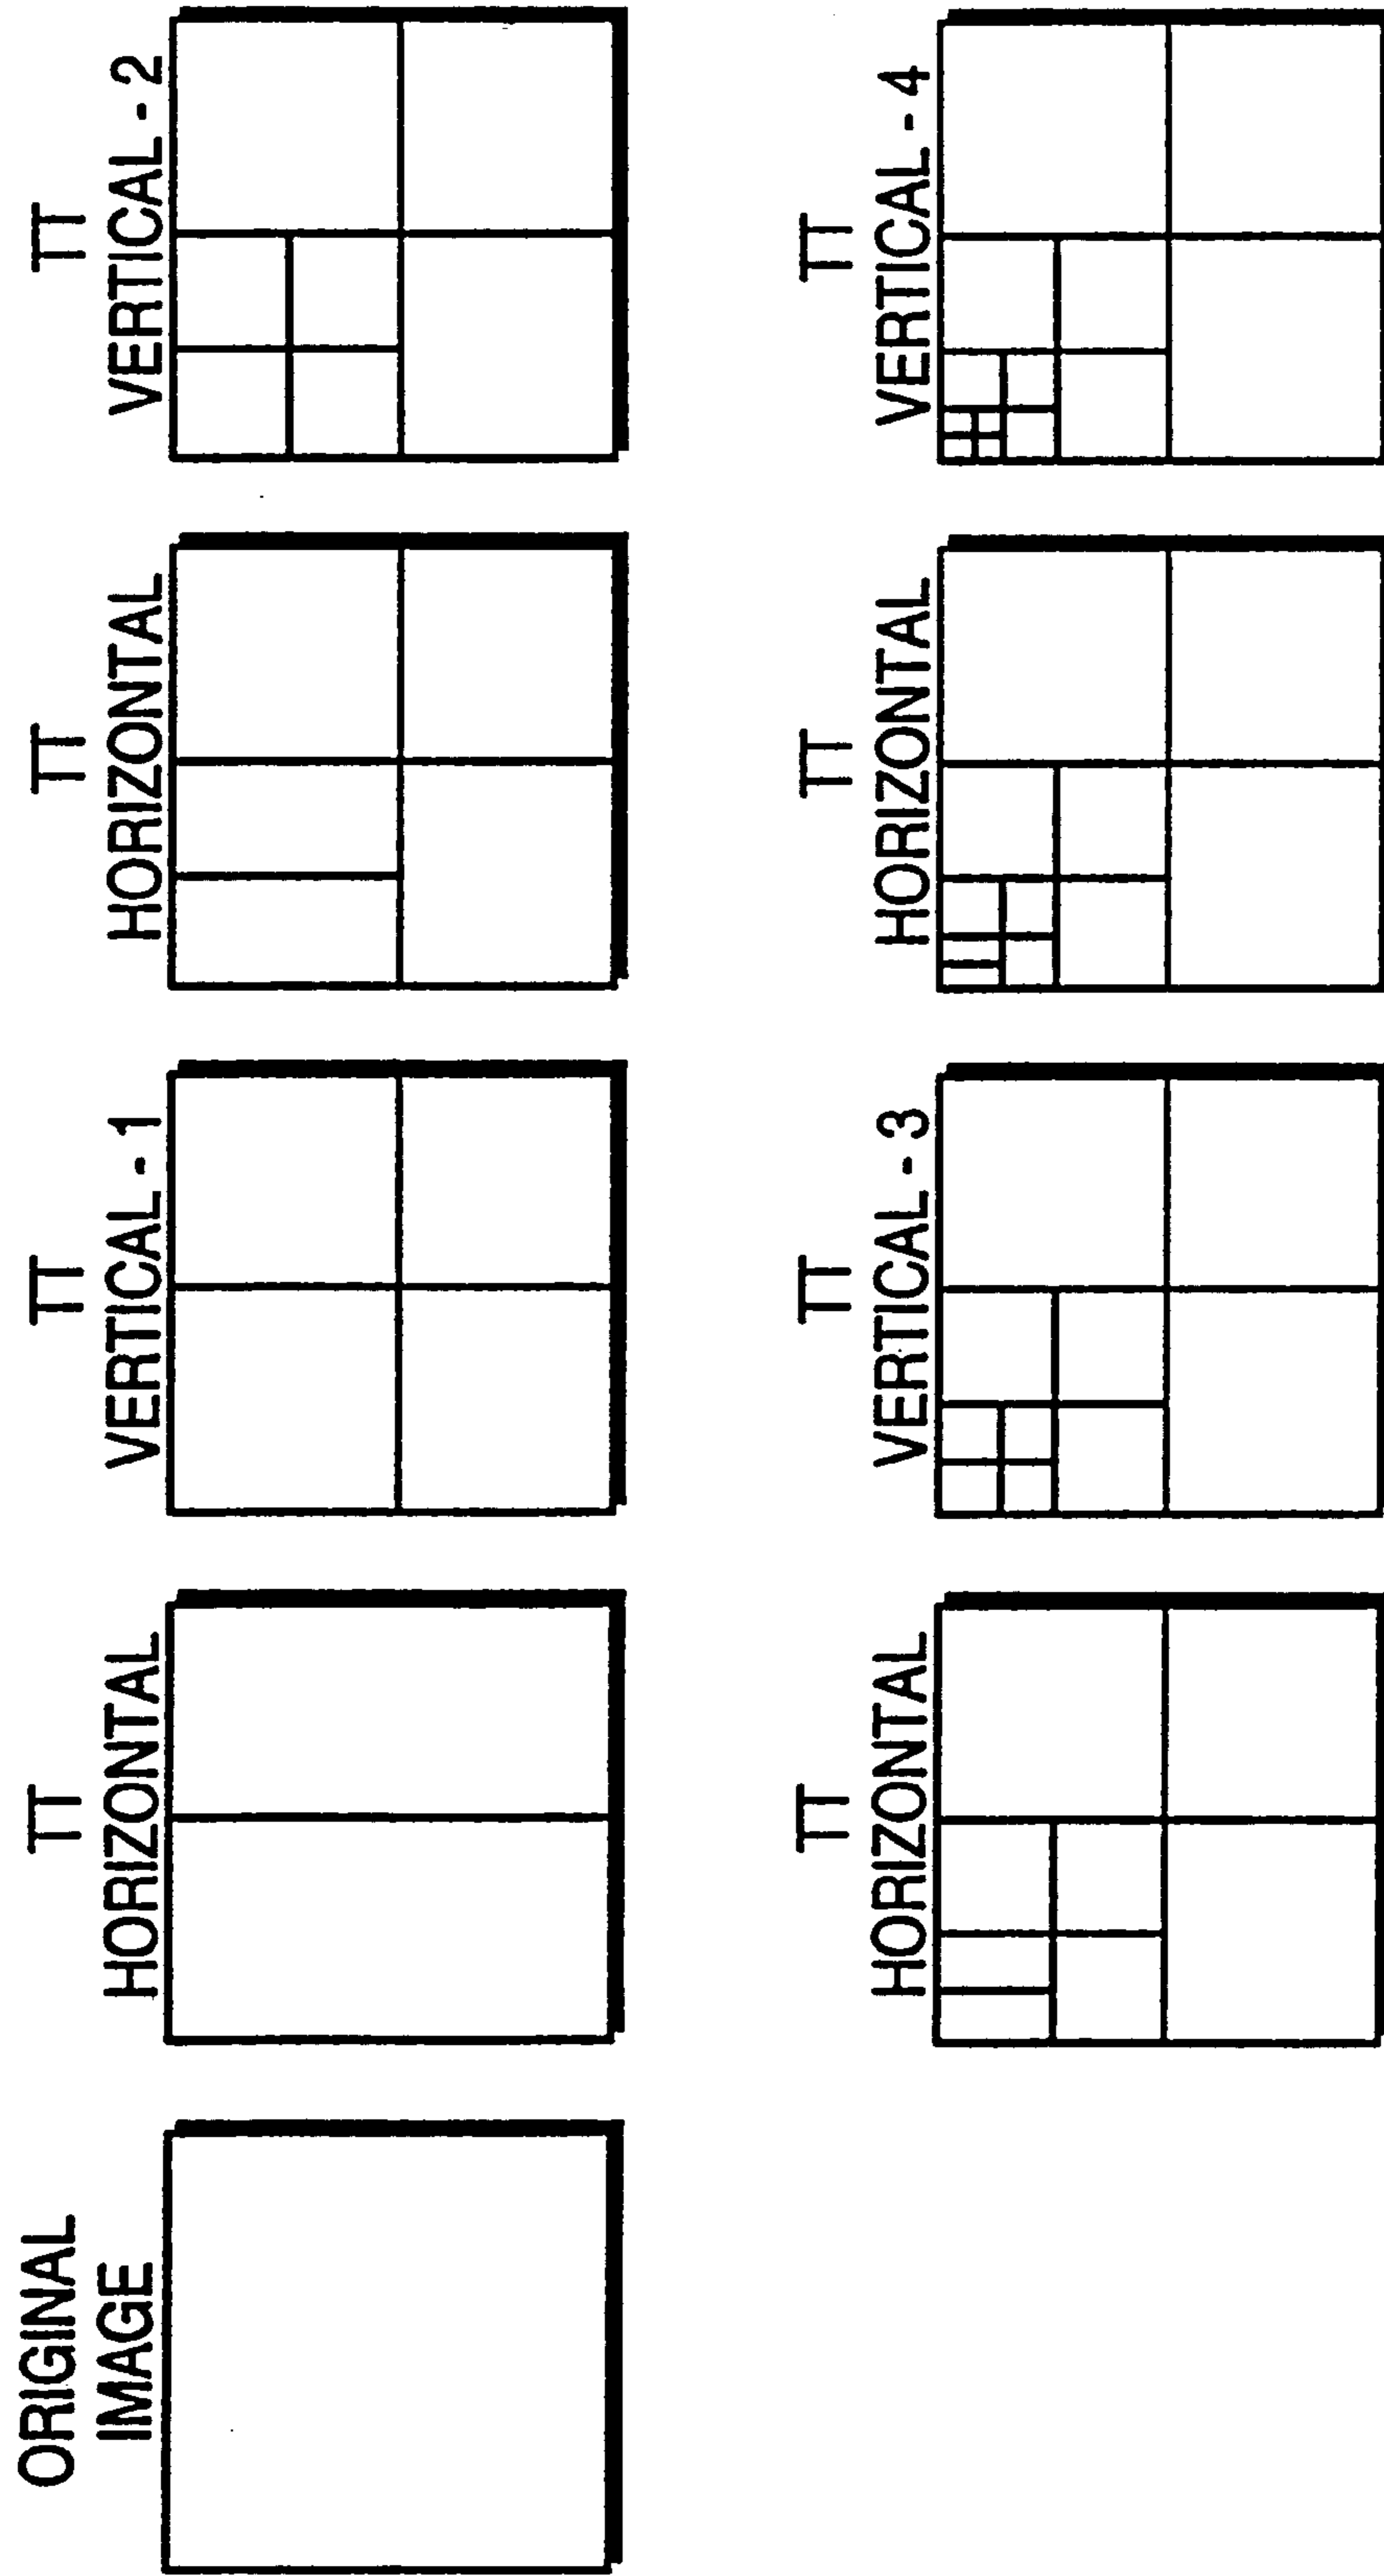 ORIGINAL
IMAGE
TT
HORIZONTAL
TT
VERTICAL - 1
TT
HORIZONTAL
TT
VERTICAL - 2
TT
HORIZONTAL
TT
VERTICAL - 3
TT
HORIZONTAL
TT
VERTICAL - 4